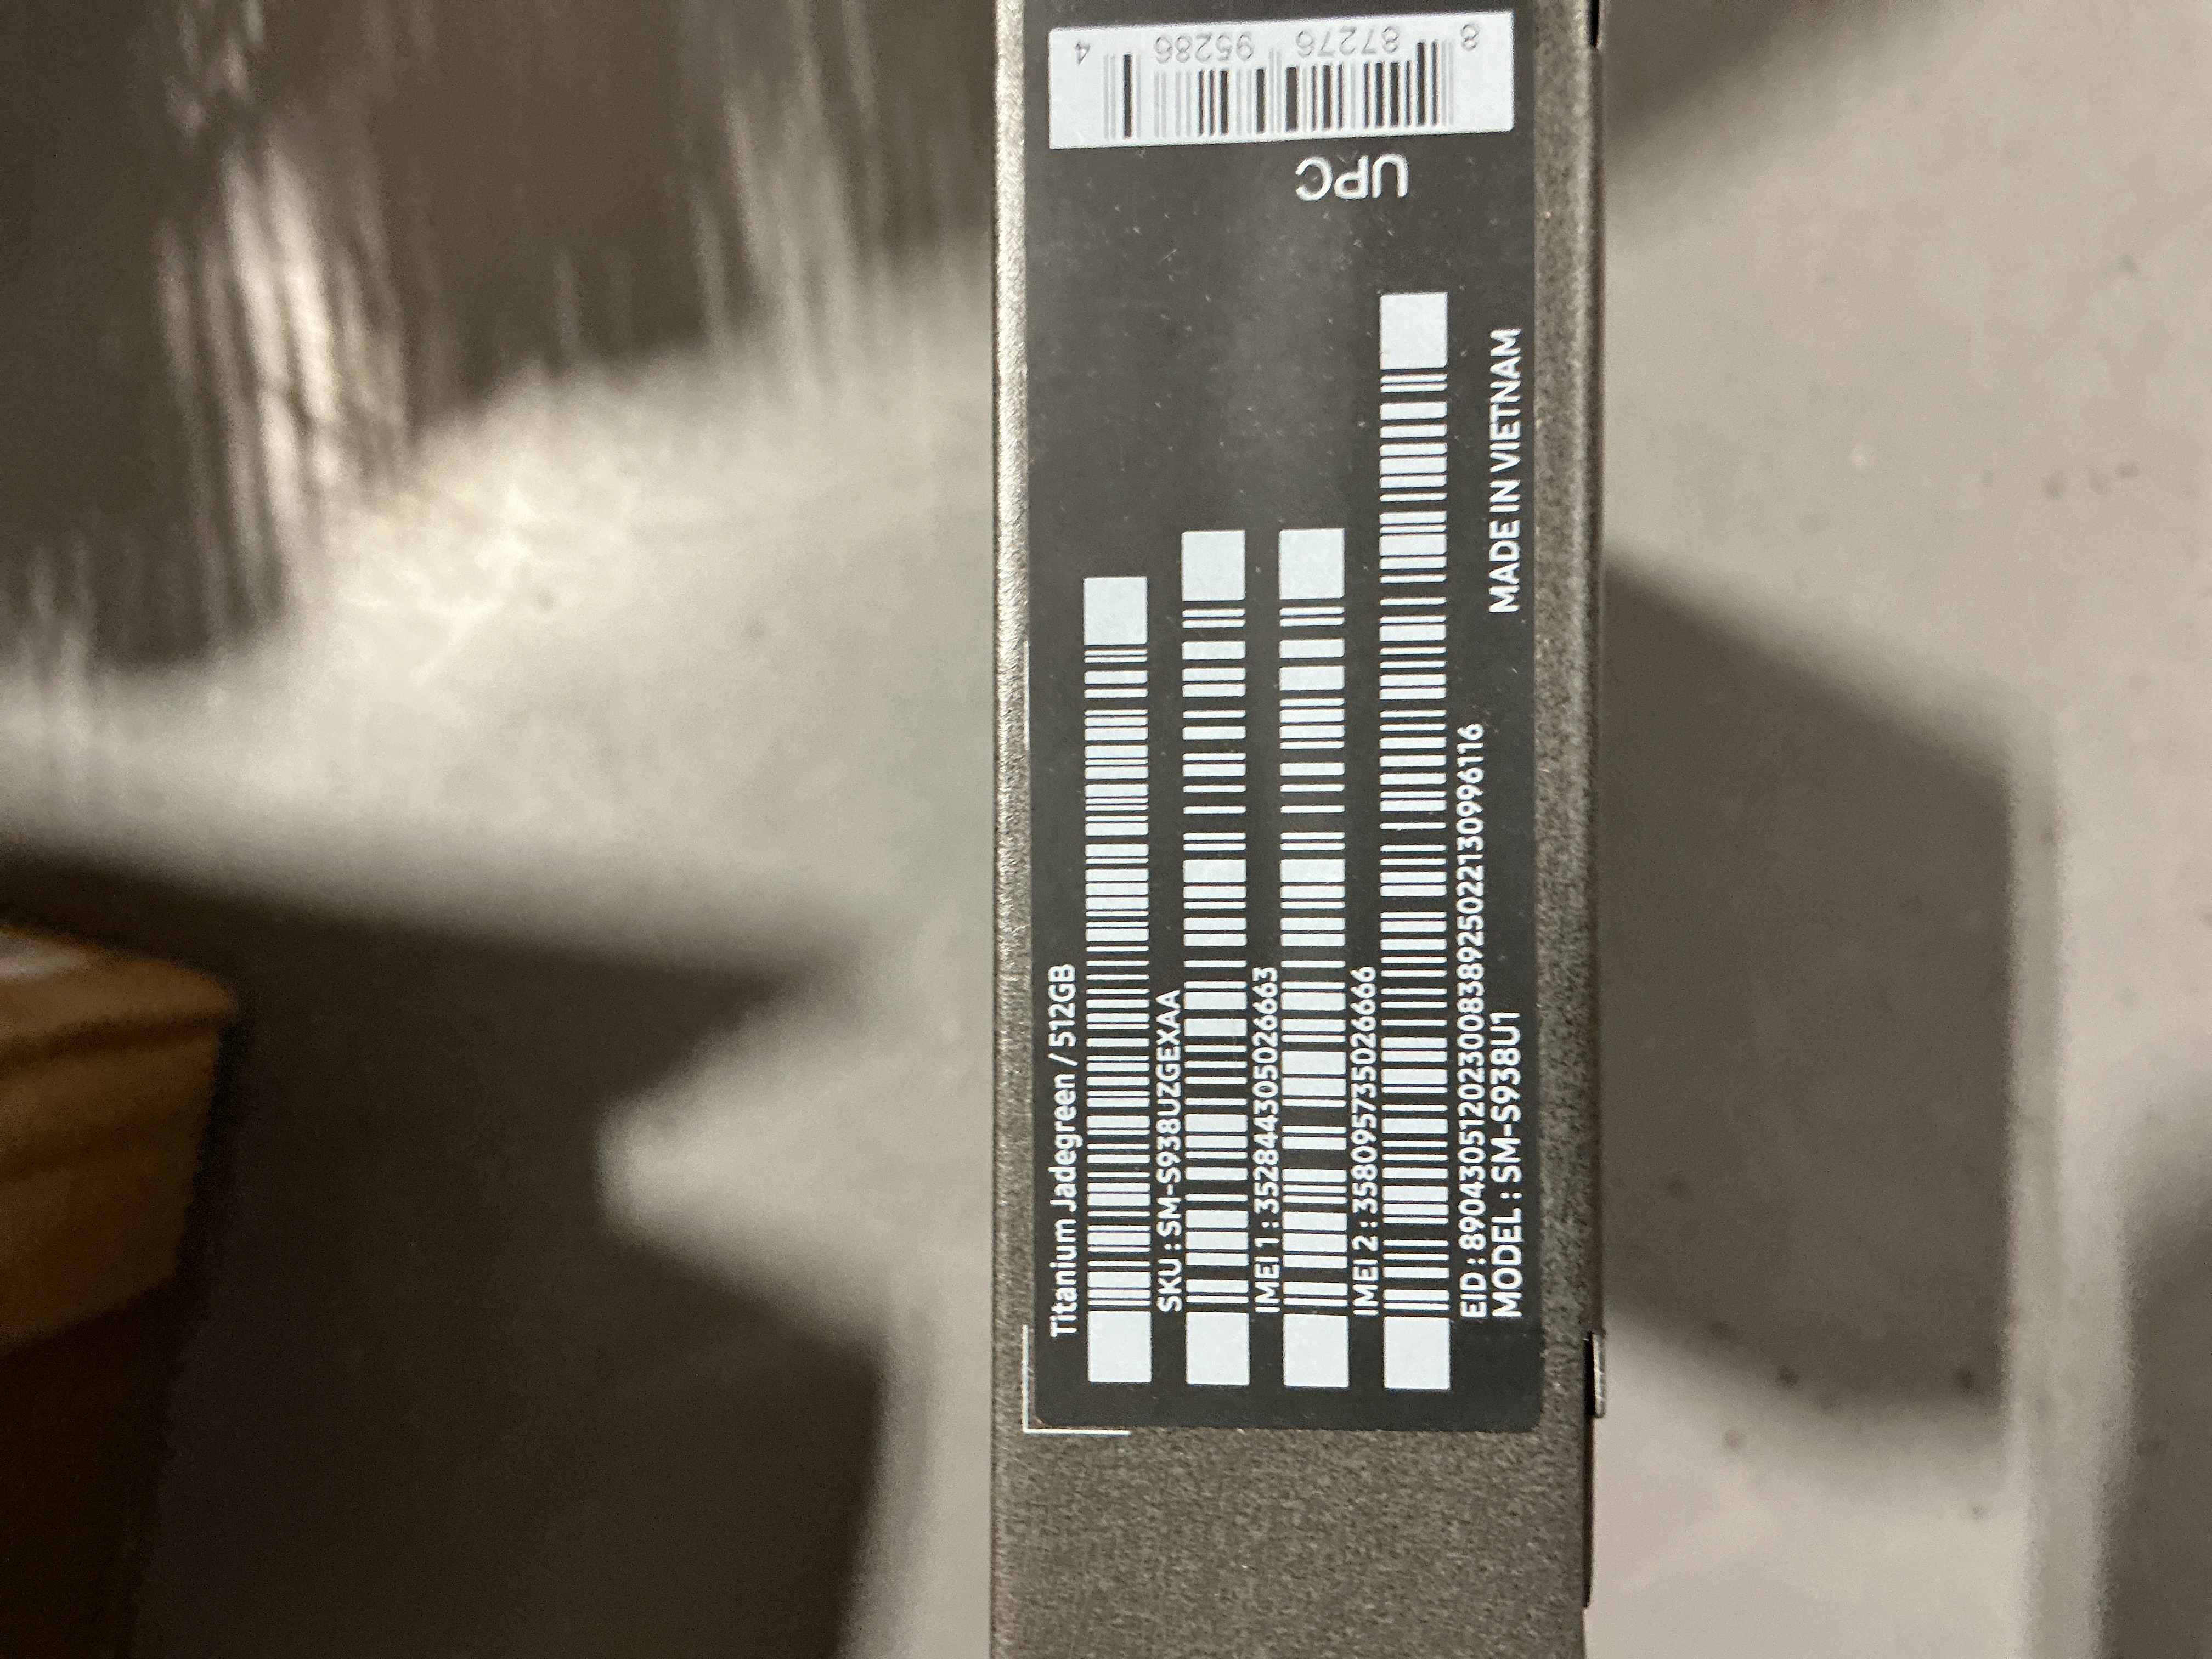 Titanium Jadegreen / 512GB
SKU : SM-S938UZGEXAA
IMEI 1 : 352844305026663
IMEI 2 : 358095735026666
EID : 89043051202300838925022130996116
MODEL : SM-S938U1
MADE IN VIETNAM
UPC
8 87276 95286 4